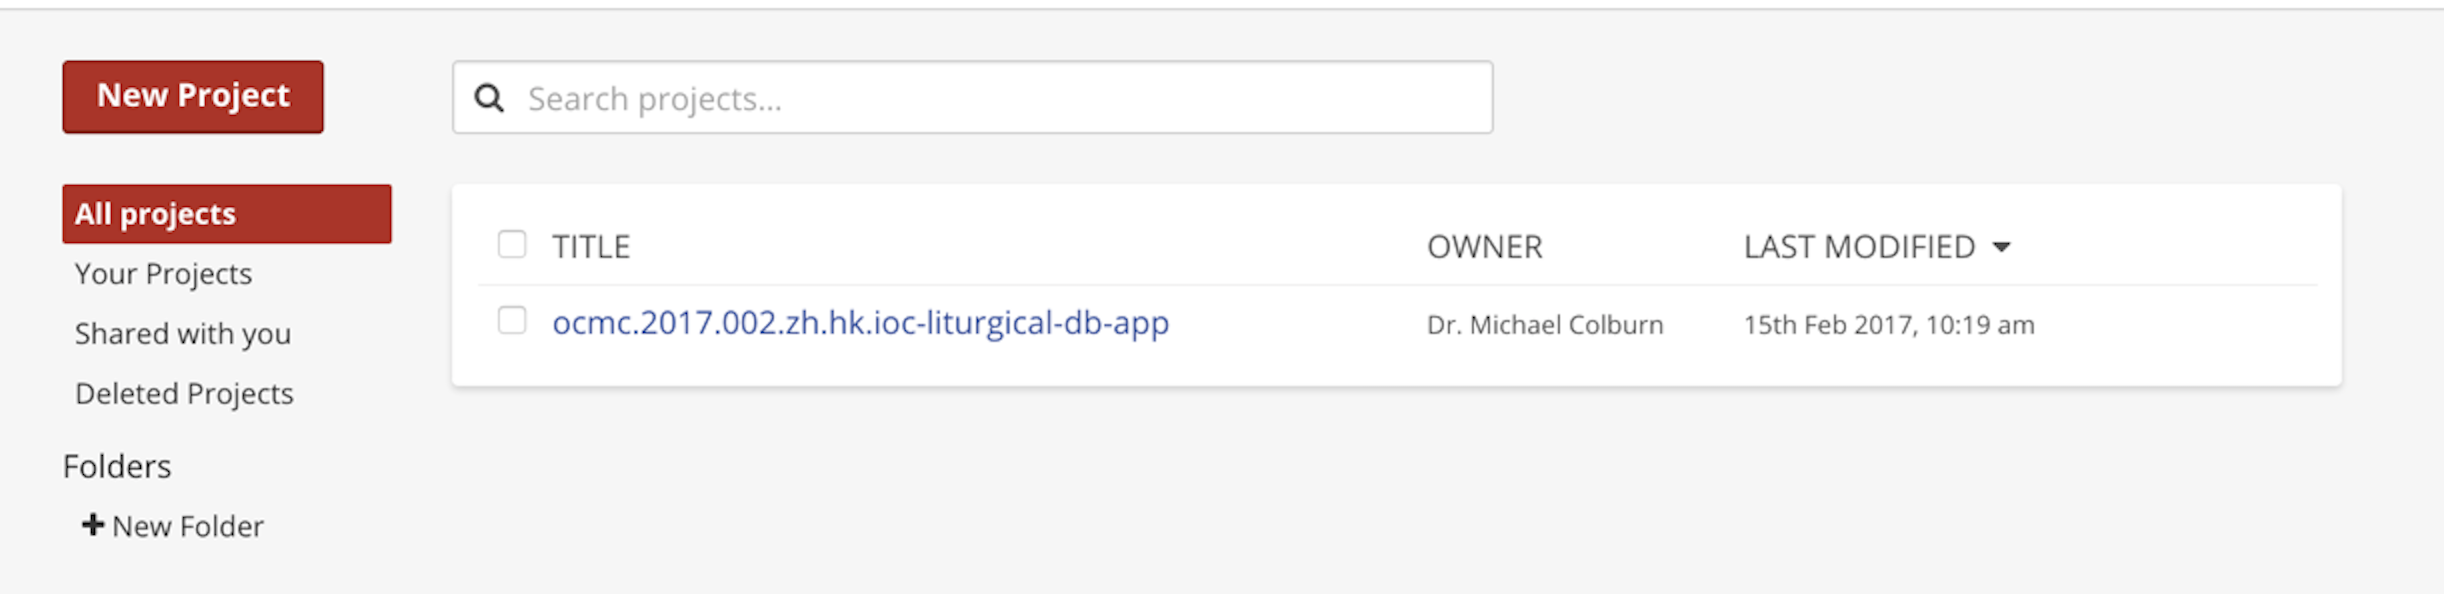 New Project
Search projects...
All projects
Your Projects
Shared with you
Deleted Projects
Folders
New Folder
TITLE OWNER LAST MODIFIED
ocmc.2017.002.zh.hk.ioc-liturgical-db-app Dr. Michael Colburn 15th Feb 2017, 10:19 am